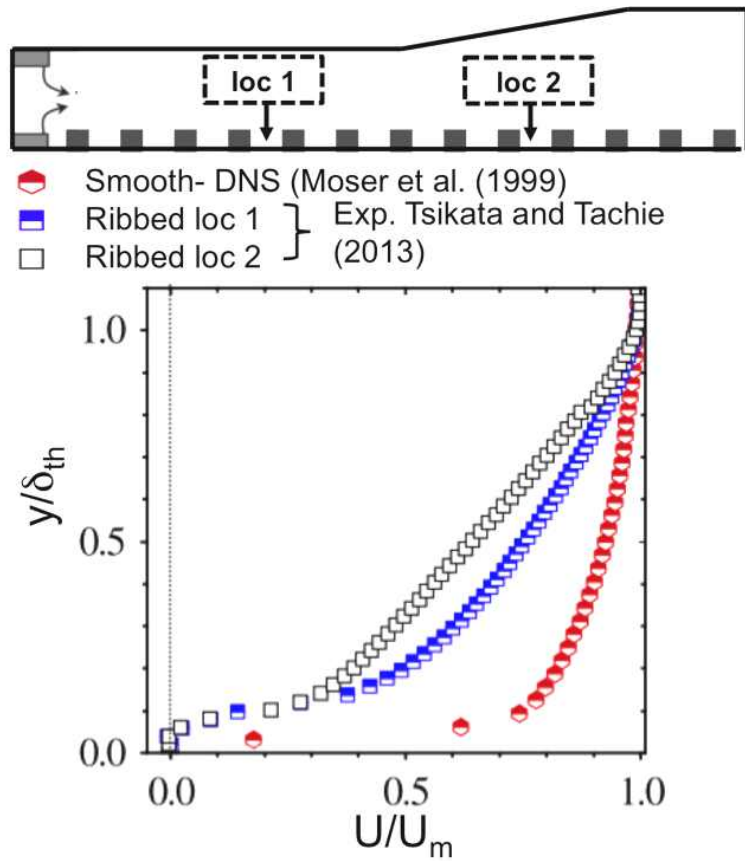 loc 1
loc 2
Smooth- DNS (Moser et al. (1999)
Ribbed loc 1
Exp. Tsikata and Tachie
Ribbed loc 2
(2013)
1.0
0.5
0.0
y/δth
0.0
0.5
1.0
U/Um